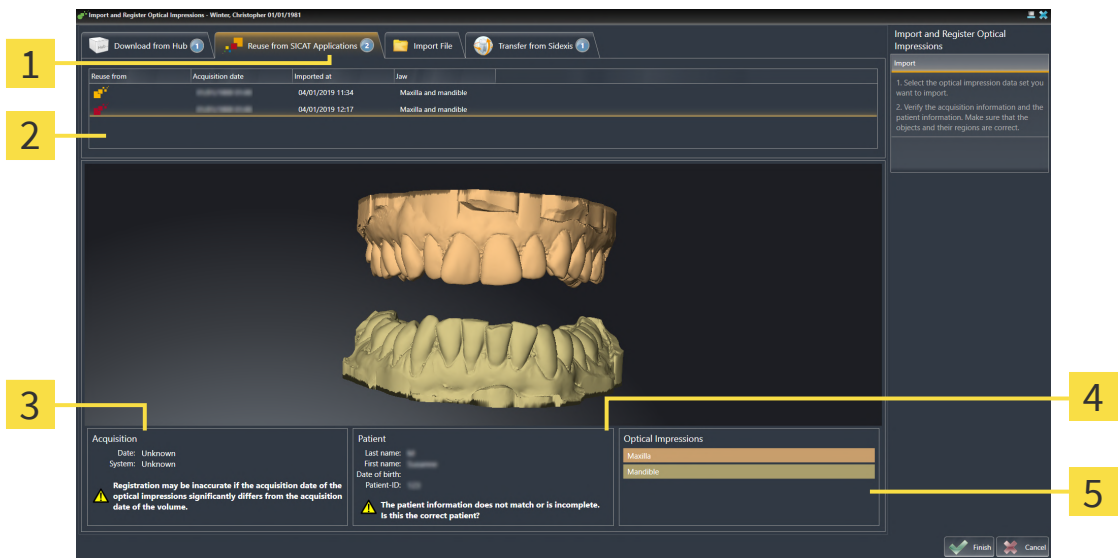 Import and Register Optical Impressions - Winter, Christopher 01/01/1981
Download from Hub 1
Reuse from SICAT Applications 2
Import File
Transfer from Sidexis 1
Reuse from Acquisition date Imported at Jaw
04/01/2019 11:34 Maxilla and mandible
04/01/2019 12:17 Maxilla and mandible
Import and Register Optical
Impressions
Import
1. Select the optical impression data set you
want to import.
2. Verify the acquisition information and the
patient information. Make sure that the
objects and their regions are correct.
1
2
3
4
5
Acquisition
Date: Unknown
System: Unknown
Registration may be inaccurate if the acquisition date of the
optical impressions significantly differs from the acquisition
date of the volume.
Patient
Last name:
First name:
Date of birth:
Patient-ID:
The patient information does not match or is incomplete.
Is this the correct patient?
Optical Impressions
Maxilla
Mandible
Finish
Cancel